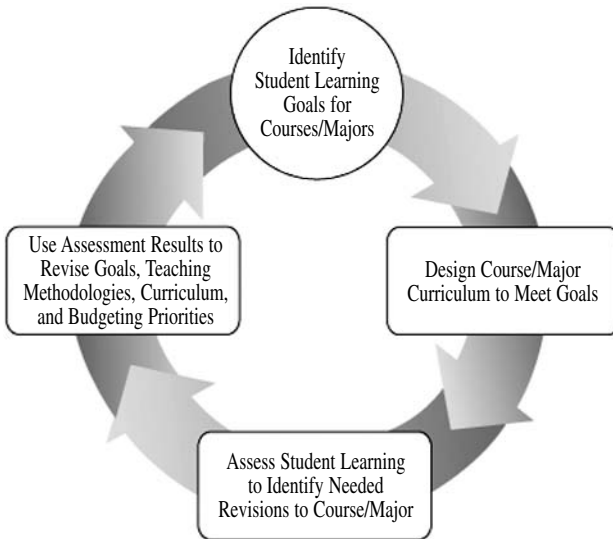 Identify
Student Learning
Goals for
Courses/Majors
Design Course/Major
Curriculum to Meet Goals
Assess Student Learning
to Identify Needed
Revisions to Course/Major
Use Assessment Results to
Revise Goals, Teaching
Methodologies, Curriculum,
and Budgeting Priorities